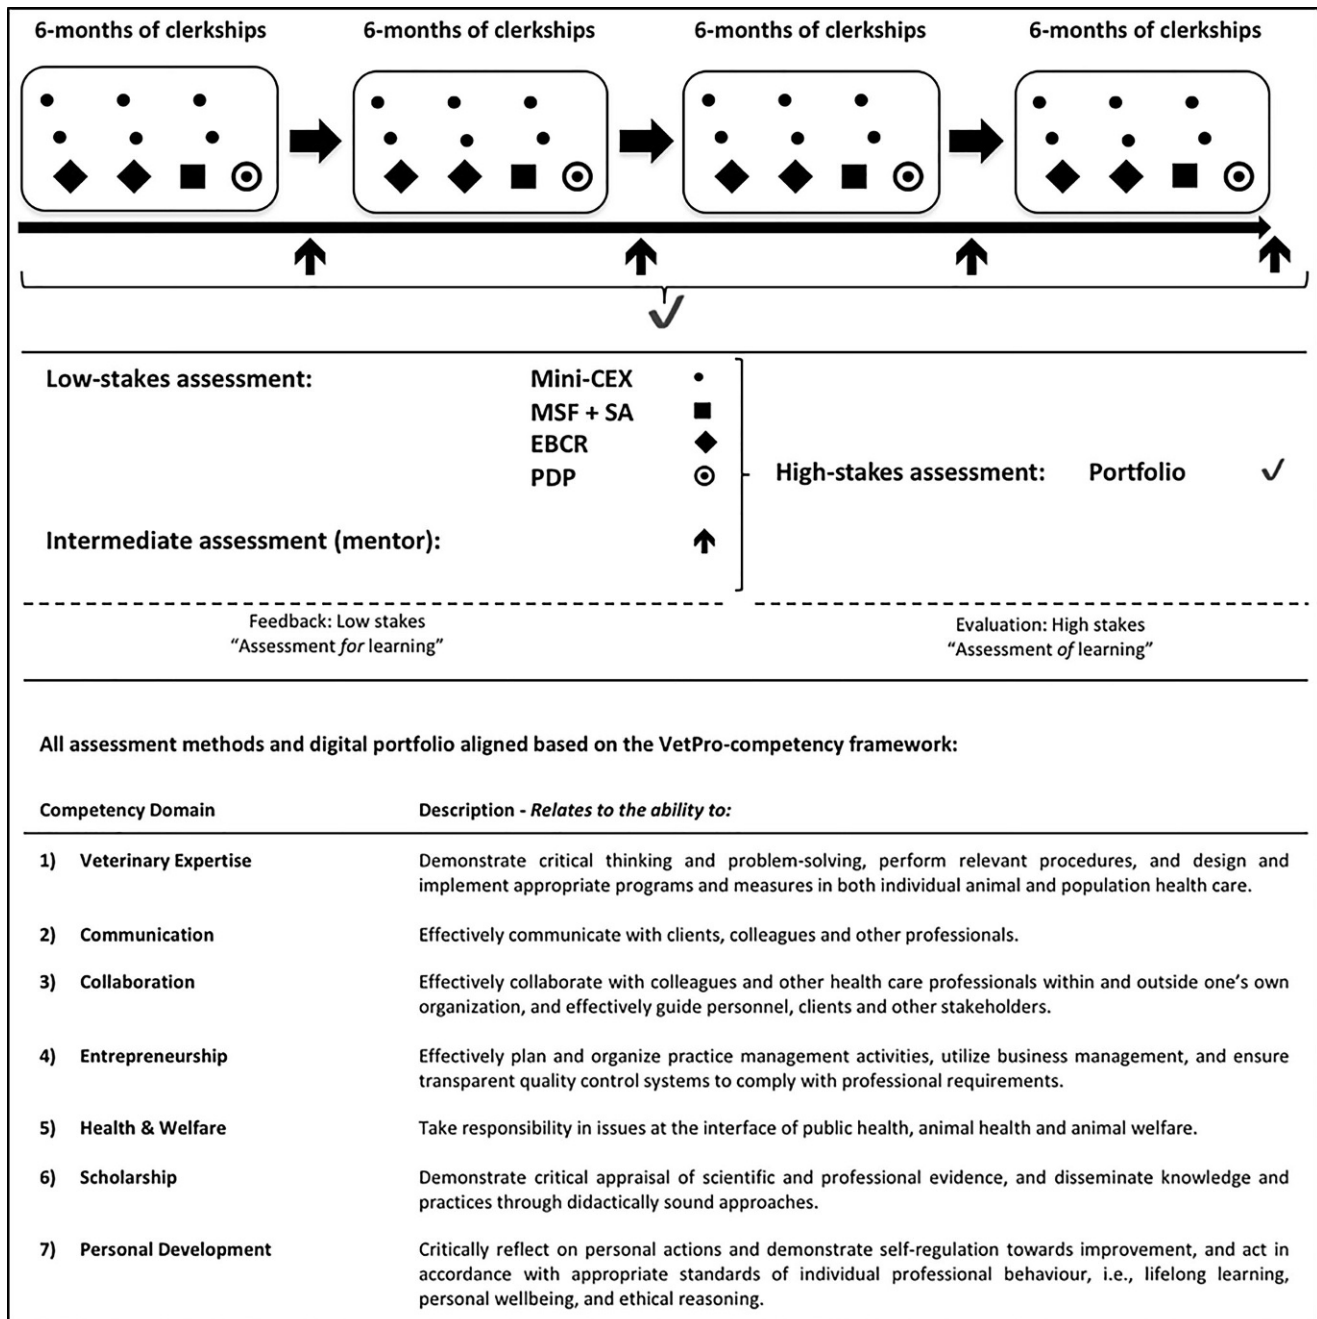 6-months of clerkships 6-months of clerkships 6-months of clerkships 6-months of clerkships
Low-stakes assessment: Mini-CEX
MSF + SA
EBCR
PDP
High-stakes assessment: Portfolio
Intermediate assessment (mentor):
Feedback: Low stakes
“Assessment for learning”
Evaluation: High stakes
“Assessment of learning”
All assessment methods and digital portfolio aligned based on the VetPro-competency framework:
Competency Domain Description - Relates to the ability to:
1) Veterinary Expertise Demonstrate critical thinking and problem-solving, perform relevant procedures, and design and
implement appropriate programs and measures in both individual animal and population health care.
2) Communication Effectively communicate with clients, colleagues and other professionals.
3) Collaboration Effectively collaborate with colleagues and other health care professionals within and outside one’s own
organization, and effectively guide personnel, clients and other stakeholders.
4) Entrepreneurship Effectively plan and organize practice management activities, utilize business management, and ensure
transparent quality control systems to comply with professional requirements.
5) Health & Welfare Take responsibility in issues at the interface of public health, animal health and animal welfare.
6) Scholarship Demonstrate critical appraisal of scientific and professional evidence, and disseminate knowledge and
practices through didactically sound approaches.
7) Personal Development Critically reflect on personal actions and demonstrate self-regulation towards improvement, and act in
accordance with appropriate standards of individual professional behaviour, i.e., lifelong learning,
personal wellbeing, and ethical reasoning.